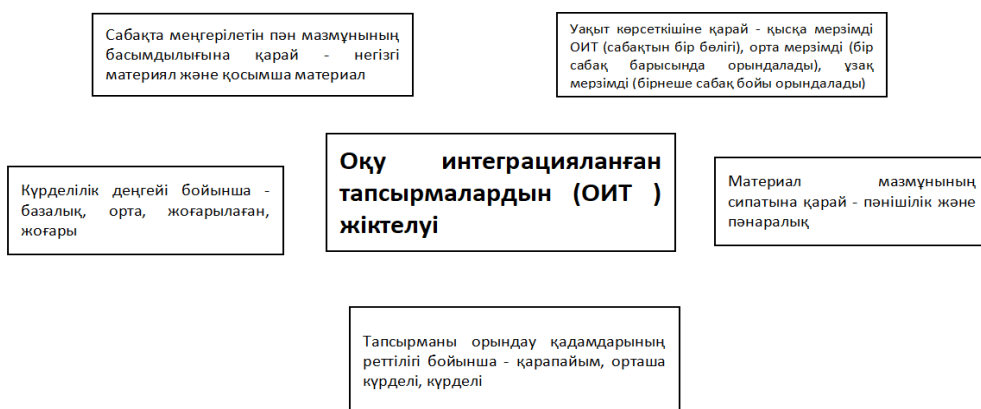 Сабақта меңгерілетін пән мазмұнының
басымдылығына қарай - негізгі
материал және қосымша материал
Уақыт көрсеткішіне қарай - қысқа мерзімді
ОИТ (сабақтын бір бөлігі), орта мерзімді (бір
сабақ барысында орындалады), ұзақ
мерзімді (бірнеше сабақ бойы орындалады)
Оқу интеграцияланған
тапсырмалардын (ОИТ )
жіктелуі
Күрделілік деңгейі бойынша -
базалық, орта, жоғарылаған,
жоғары
Материал мазмұнының
сипатына қарай - пәнішілік және
пәнаралық
Тапсырманы орындау қадамдарының
реттілігі бойынша - қарапайым, орташа
күрделі, күрделі